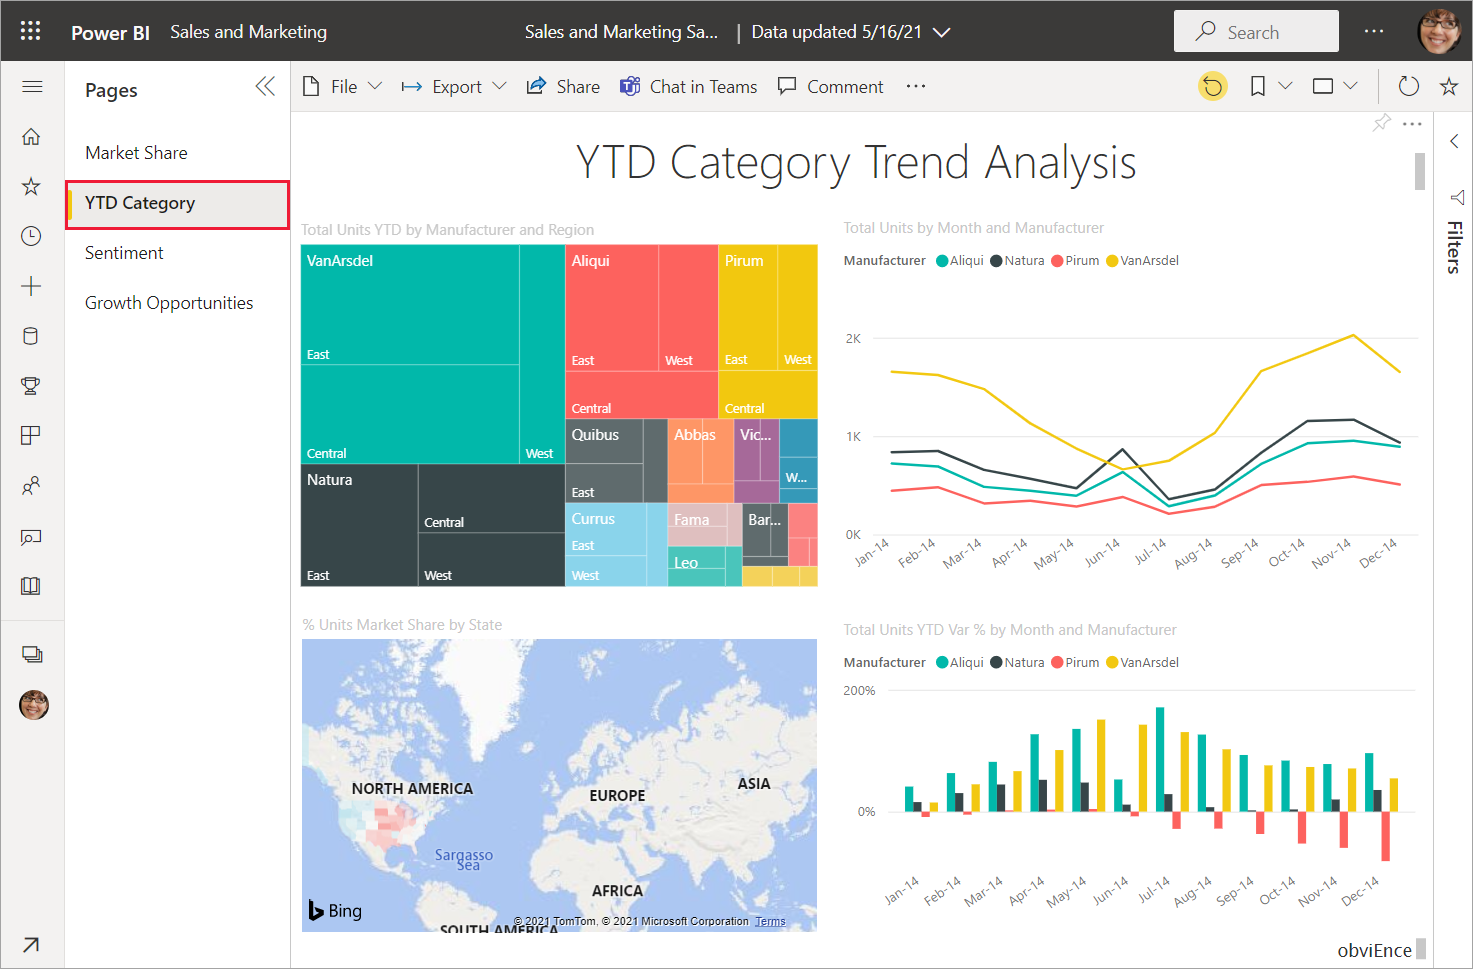 Power BI Sales and Marketing
Sales and Marketing Sa... | Data updated 5/16/21
Search
Pages
Market Share
YTD Category
Sentiment
Growth Opportunities
File Export Share Chat in Teams Comment
YTD Category Trend Analysis
Filters
Total Units YTD by Manufacturer and Region
VanArsdel
East
Central
West
Aliqui
East
West
Central
Pirum
East
West
Central
Natura
East
Central
West
Quibus
East
Abbas
Vic...
W...
Currus
East
West
Fama
Leo
Bar...
Total Units by Month and Manufacturer
Manufacturer Aliqui Natura Pirum VanArsdel
2K
1K
0K
Jan-14 Feb-14 Mar-14 Apr-14 May-14 Jun-14 Jul-14 Aug-14 Sep-14 Oct-14 Nov-14 Dec-14
% Units Market Share by State
NORTH AMERICA
EUROPE
ASIA
Sargasso
Sea
AFRICA
SOUTH AMERICA
Bing
© 2021 TomTom, © 2021 Microsoft Corporation Terms
Total Units YTD Var % by Month and Manufacturer
Manufacturer Aliqui Natura Pirum VanArsdel
200%
0%
Jan-14 Feb-14 Mar-14 Apr-14 May-14 Jun-14 Jul-14 Aug-14 Sep-14 Oct-14 Nov-14 Dec-14
obviEnce